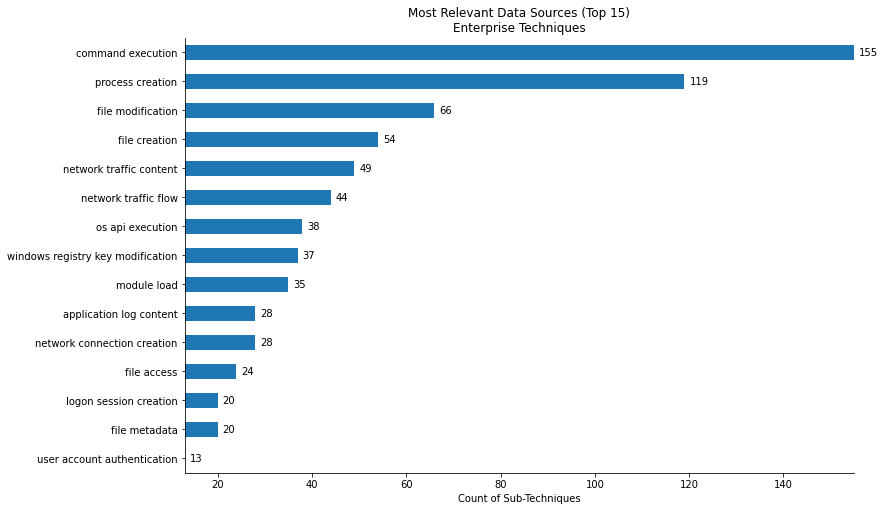 Most Relevant Data Sources (Top 15)
Enterprise Techniques
command execution 155
process creation 119
file modification 66
file creation 54
network traffic content 49
network traffic flow 44
os api execution 38
windows registry key modification 37
module load 35
application log content 28
network connection creation 28
file access 24
logon session creation 20
file metadata 20
user account authentication 13
20 40 60 80 100 120 140
Count of Sub-Techniques